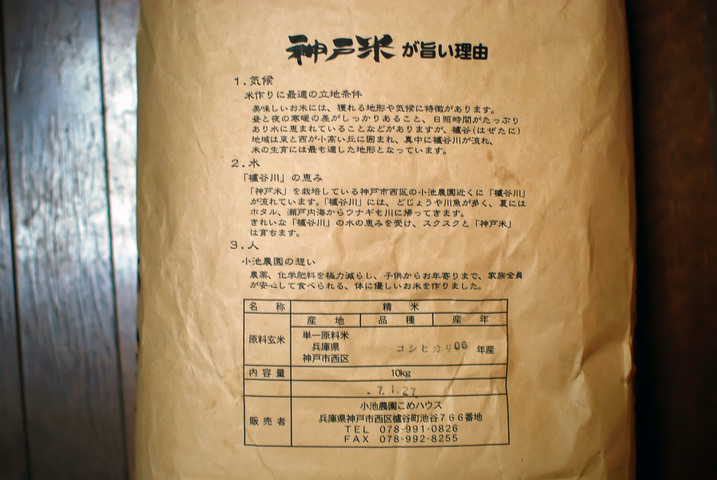 神戸米が旨い理由
1.気候
米作りに最適の立地条件
美味しいお米には、獲れる地形や気候に特徴があります。
昼と夜の寒暖の差がしっかりあること、日照時間がたっぷり
あり水に恵まれていることなどがありますが、櫨谷(はぜたに)
地域は東と西が小高い丘に囲まれ、真中に櫨谷川が流れ、
米の生育には最も適した地形となっています。
2.水
「櫨谷川」の恵み
「神戸米」を栽培している神戸市西区の小池農園近くに「櫨谷川」
が流れています。「櫨谷川」には、どじょうや川魚が多く、夏には
ホタル、瀬戸内海からウナギも川に帰ってきます。
きれいな「櫨谷川」の水の恵みを受け、スクスクと「神戸米」
は育ちます。
3.人
小池農園の想い
農薬、化学肥料を極力減らし、子供からお年寄りまで、家族全員
が安心して食べられる、体に優しいお米を作りました。
名称 精米
産地 品種 産年
原料玄米 単一原料米
兵庫県 コシヒカリ 06 年産
神戸市西区
内容量 10kg
7.1.27
小池農園こめハウス
販売者 兵庫県神戸市西区櫨谷町池谷766番地
TEL 078-991-0826
FAX 078-992-8255